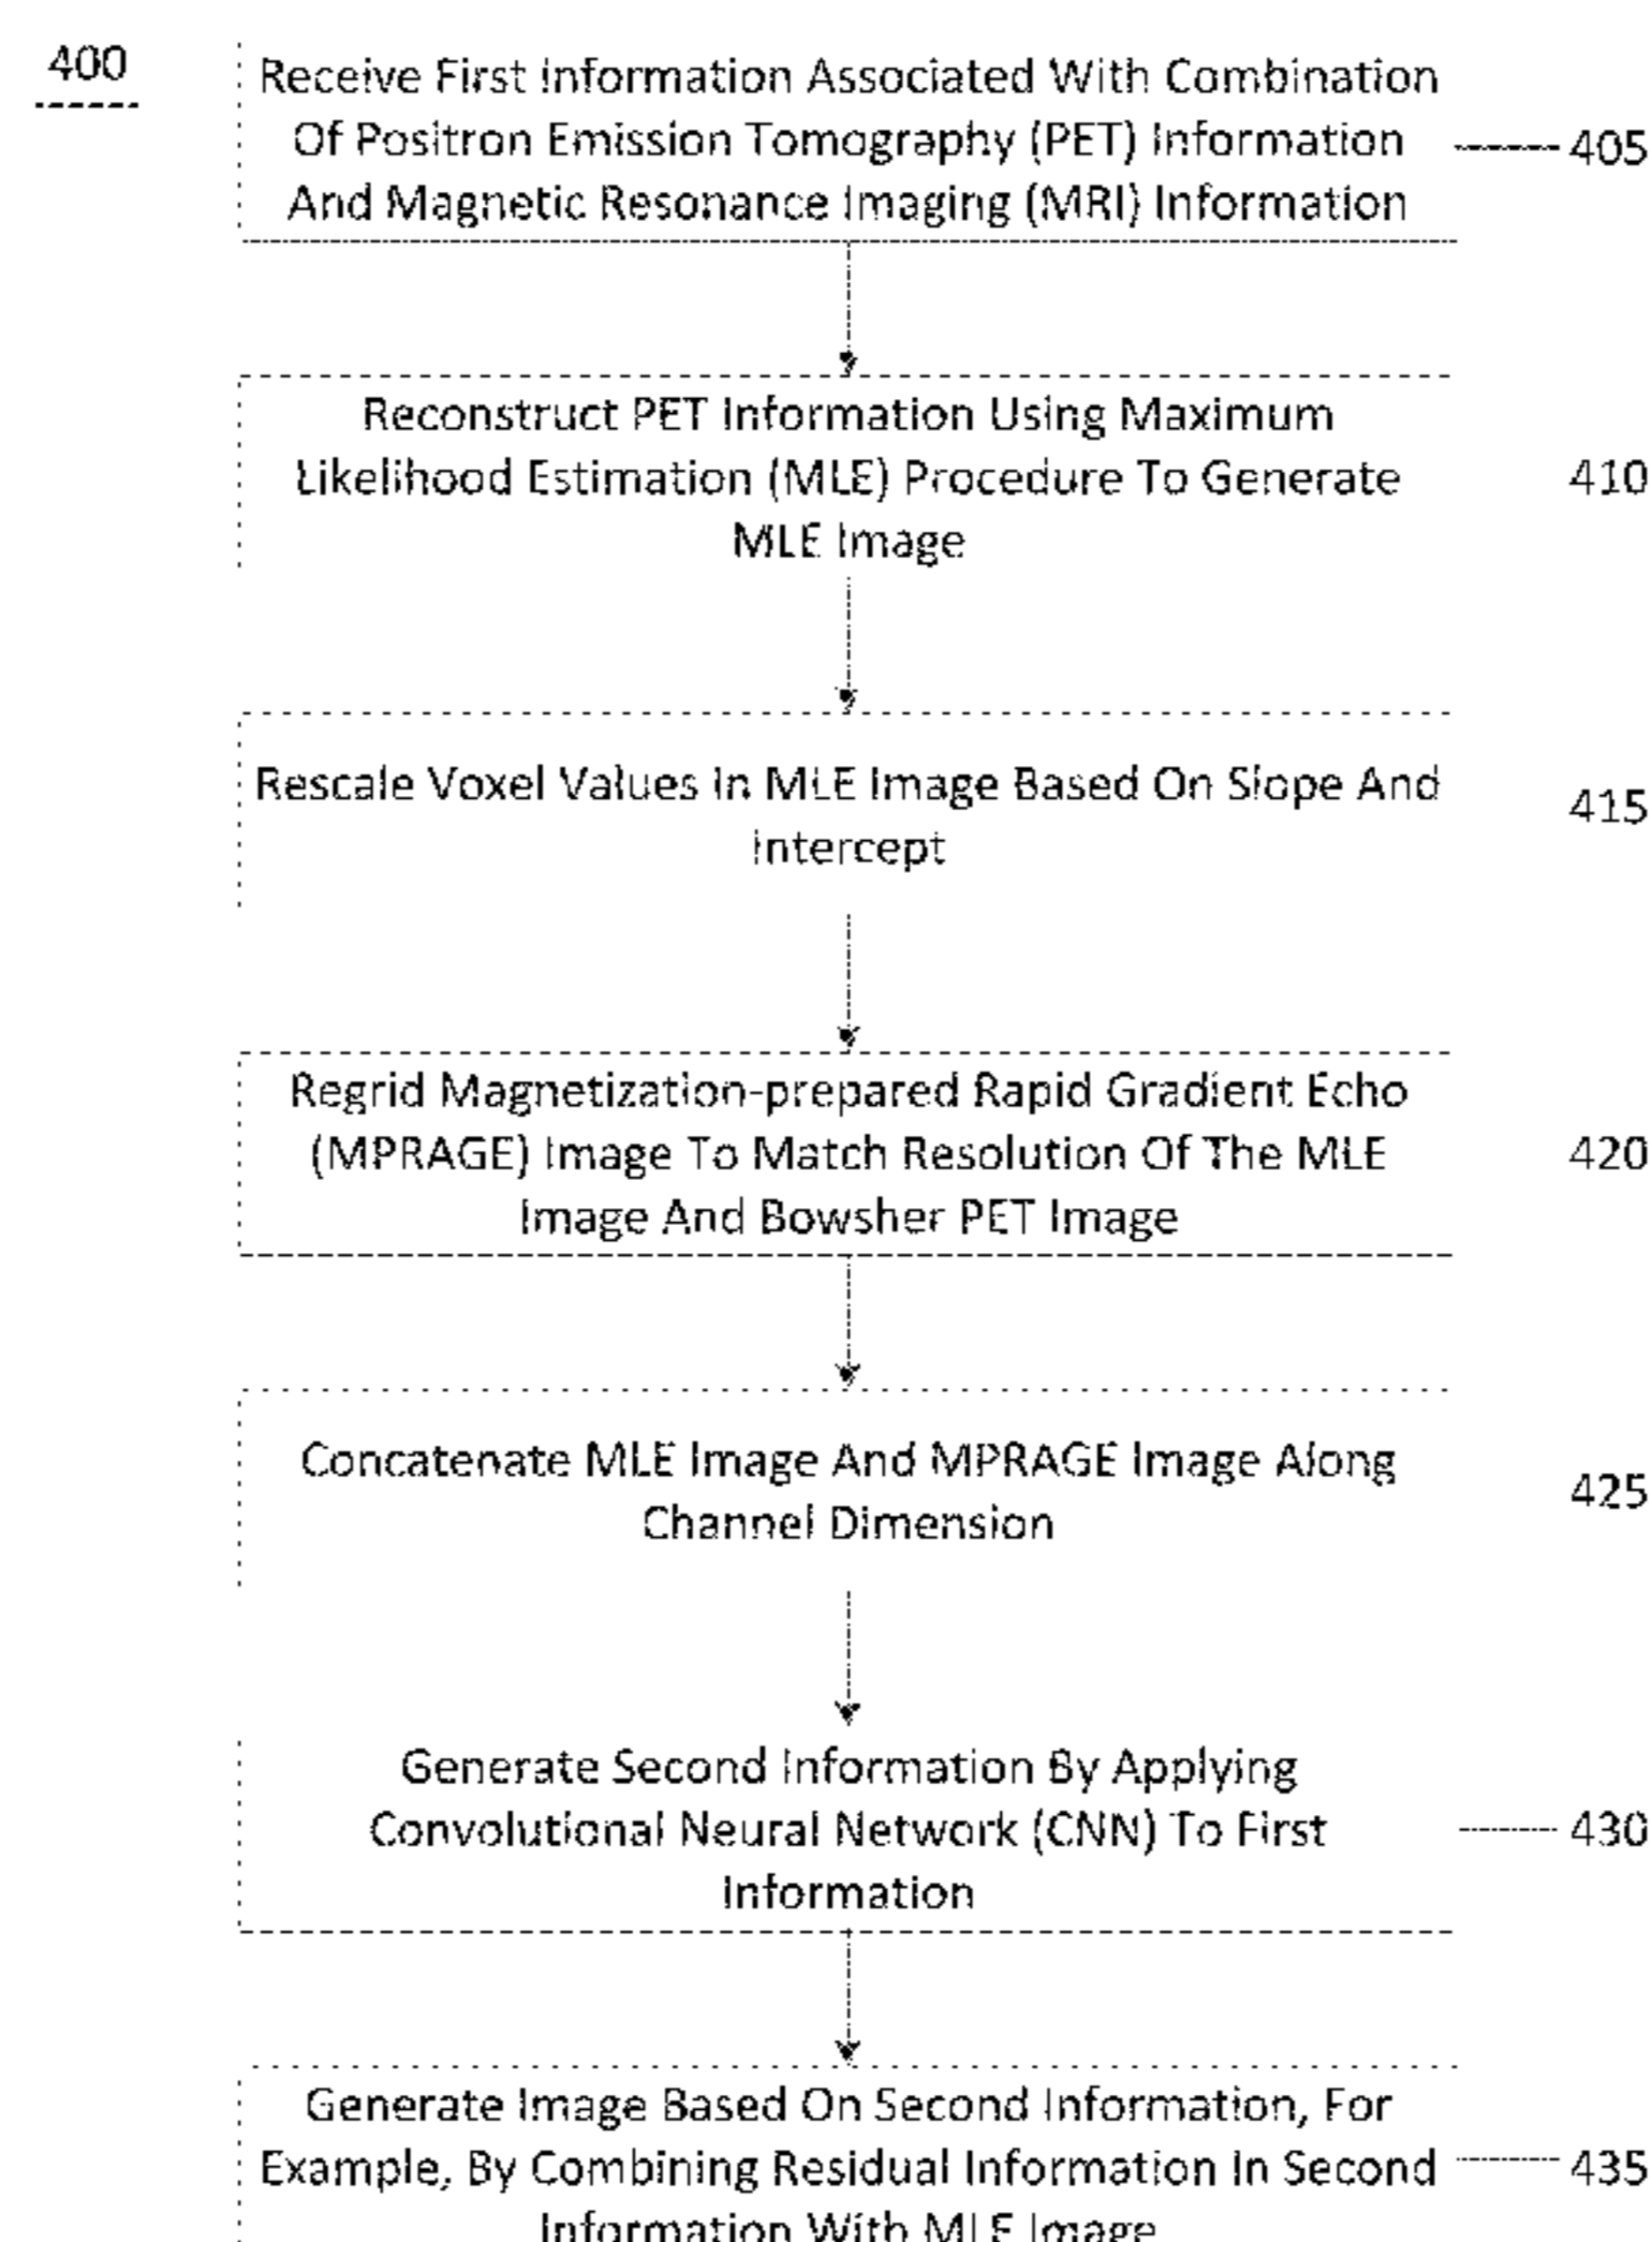 400
Receive First Information Associated With Combination
Of Positron Emission Tomography (PET) Information
And Magnetic Resonance Imaging (MRI) Information
405
Reconstruct PET Information Using Maximum
Likelihood Estimation (MLE) Procedure To Generate
MLE Image
410
Rescale Voxel Values In MLE Image Based On Slope And
Intercept
415
Regrid Magnetization-prepared Rapid Gradient Echo
(MPRAGE) Image To Match Resolution Of The MLE
Image And Bowsher PET Image
420
Concatenate MLE Image And MPRAGE Image Along
Channel Dimension
425
Generate Second Information By Applying
Convolutional Neural Network (CNN) To First
Information
430
Generate Image Based On Second Information, For
Example, By Combining Residual Information In Second
Information With MLE Image
435